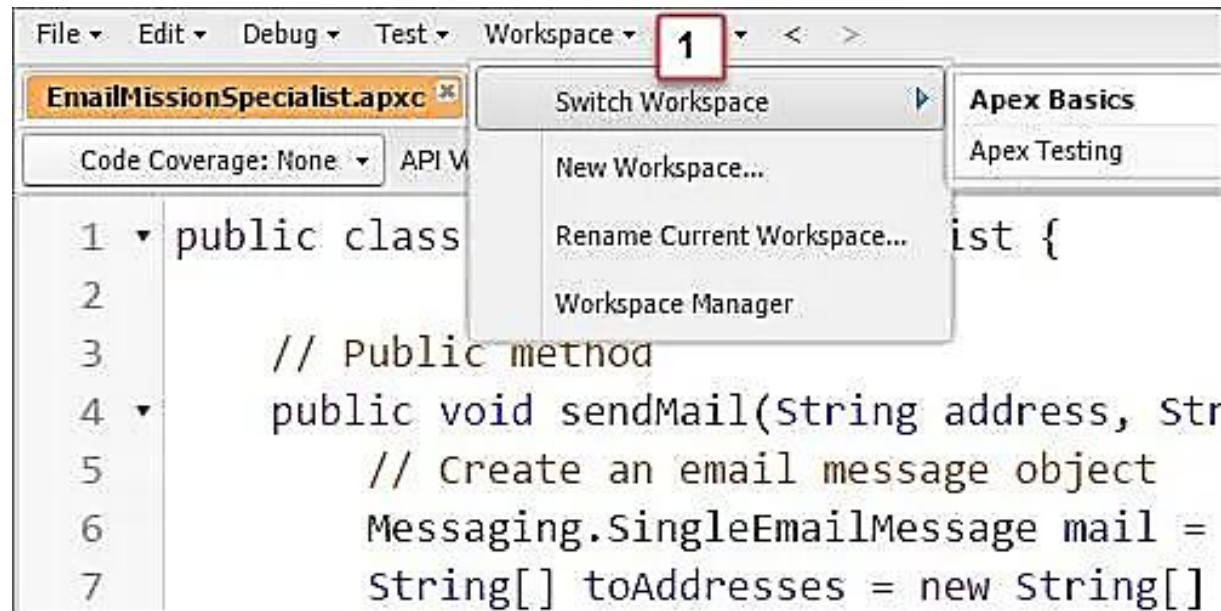 File Edit Debug Test Workspace 1 < >
EmailMissionSpecialist.apxc Switch Workspace Apex Basics
Code Coverage: None API V New Workspace... Apex Testing
1 public class Rename Current Workspace... ist {
2 Workspace Manager
3 // Public method
4 public void sendMail(String address, Str
5 // Create an email message object
6 Messaging.SingleEmailMessage mail =
7 String[] toAddresses = new String[]